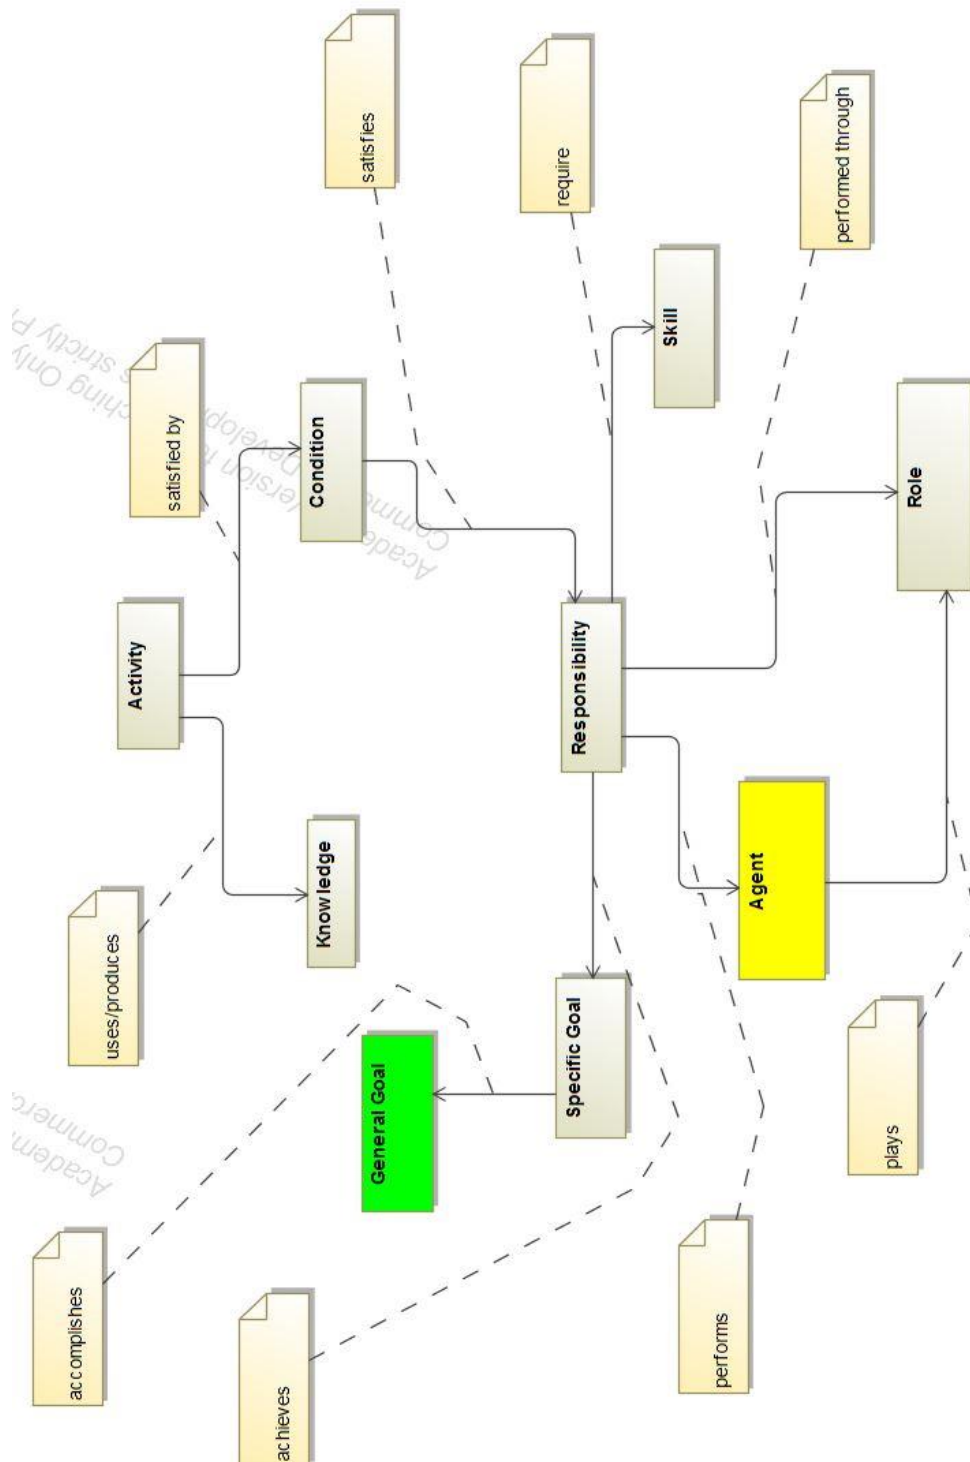 accomplishes
uses/produces
Activity
satisfied by
achieves
Knowledge
Condition
satisfies
General Goal
Specific Goal
Responsibility
require
Skill
performs
Agent
performed through
plays
Role